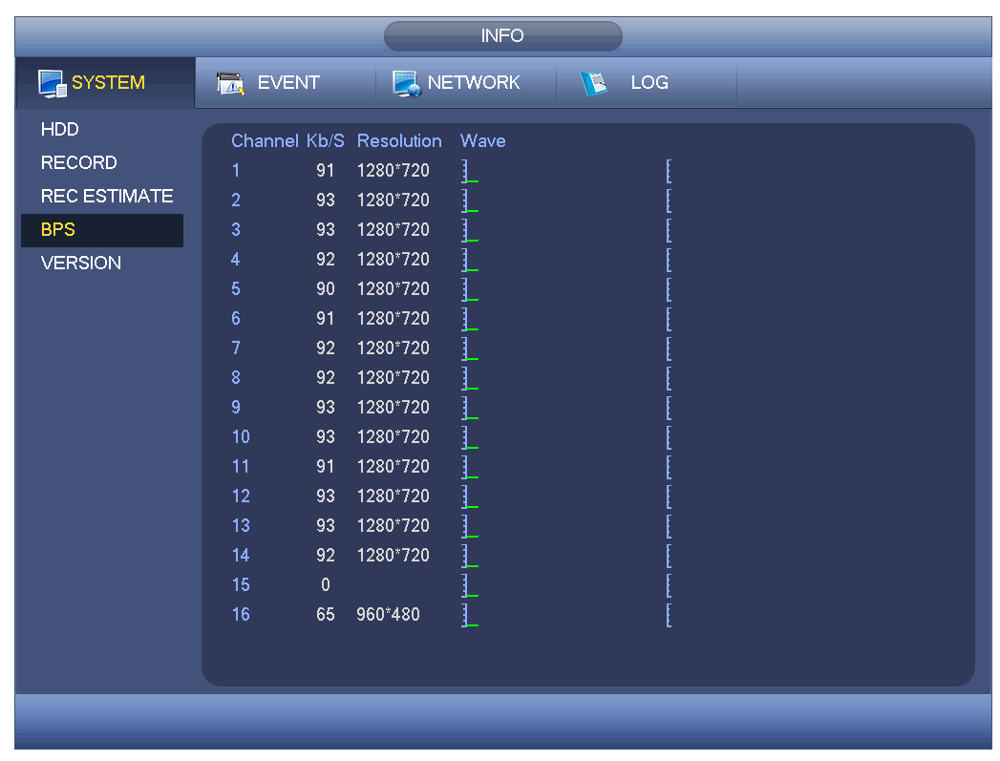 INFO
SYSTEM EVENT NETWORK LOG
HDD
RECORD
REC ESTIMATE
BPS
VERSION
Channel Kb/S Resolution Wave
1 91 1280*720
2 93 1280*720
3 93 1280*720
4 92 1280*720
5 90 1280*720
6 91 1280*720
7 92 1280*720
8 92 1280*720
9 93 1280*720
10 93 1280*720
11 91 1280*720
12 93 1280*720
13 93 1280*720
14 92 1280*720
15 0
16 65 960*480